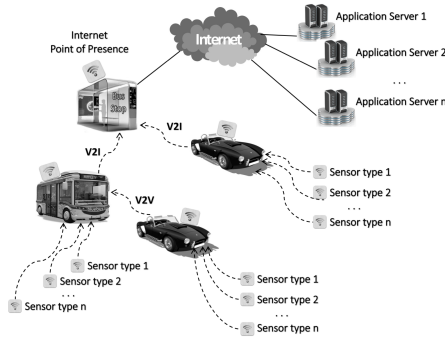 Internet
Point of Presence
Internet
Application Server 1
Application Server 2
. . .
Application Server n
Bus
Stop
V2I
V2I
Sensor type 1
Sensor type 2
. . .
Sensor type n
V2V
Sensor type 1
Sensor type 2
. . .
Sensor type n
Sensor type 1
Sensor type 2
. . .
Sensor type n